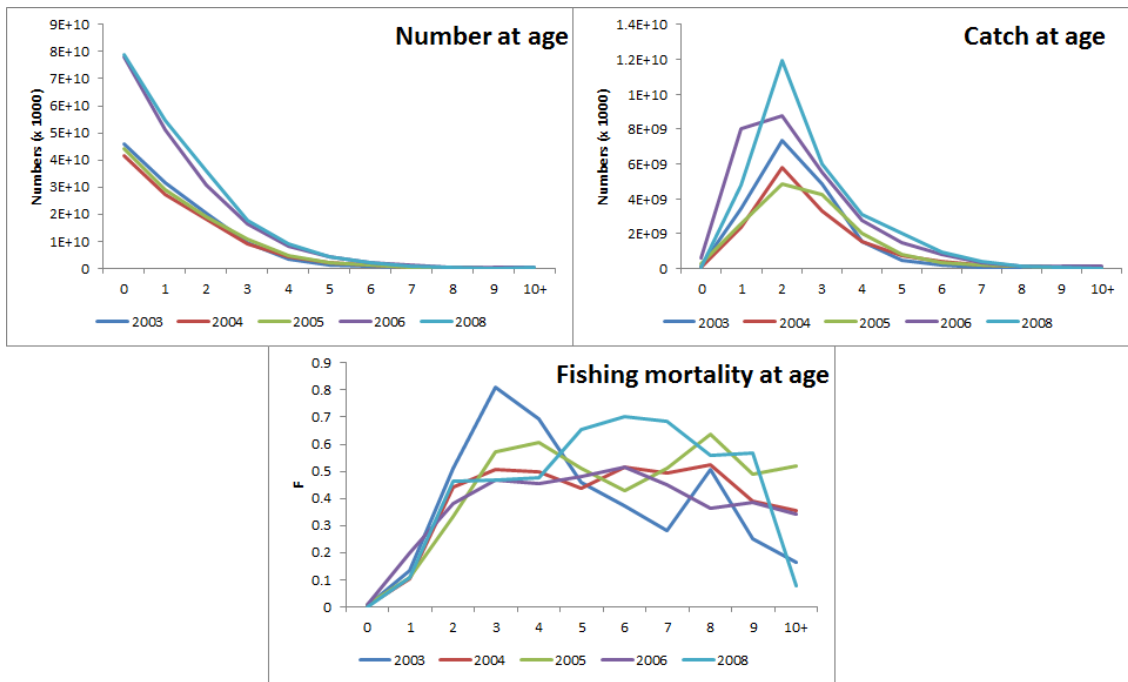 Number at age
Numbers (x 1000)
9E+10
8E+10
7E+10
6E+10
5E+10
4E+10
3E+10
2E+10
1E+10
0
0 1 2 3 4 5 6 7 8 9 10+
2003 2004 2005 2006 2008
Catch at age
Numbers (x 1000)
1.4E+10
1.2E+10
1E+10
8E+09
6E+09
4E+09
2E+09
0
0 1 2 3 4 5 6 7 8 9 10+
2003 2004 2005 2006 2008
Fishing mortality at age
F
0.9
0.8
0.7
0.6
0.5
0.4
0.3
0.2
0.1
0
0 1 2 3 4 5 6 7 8 9 10+
2003 2004 2005 2006 2008